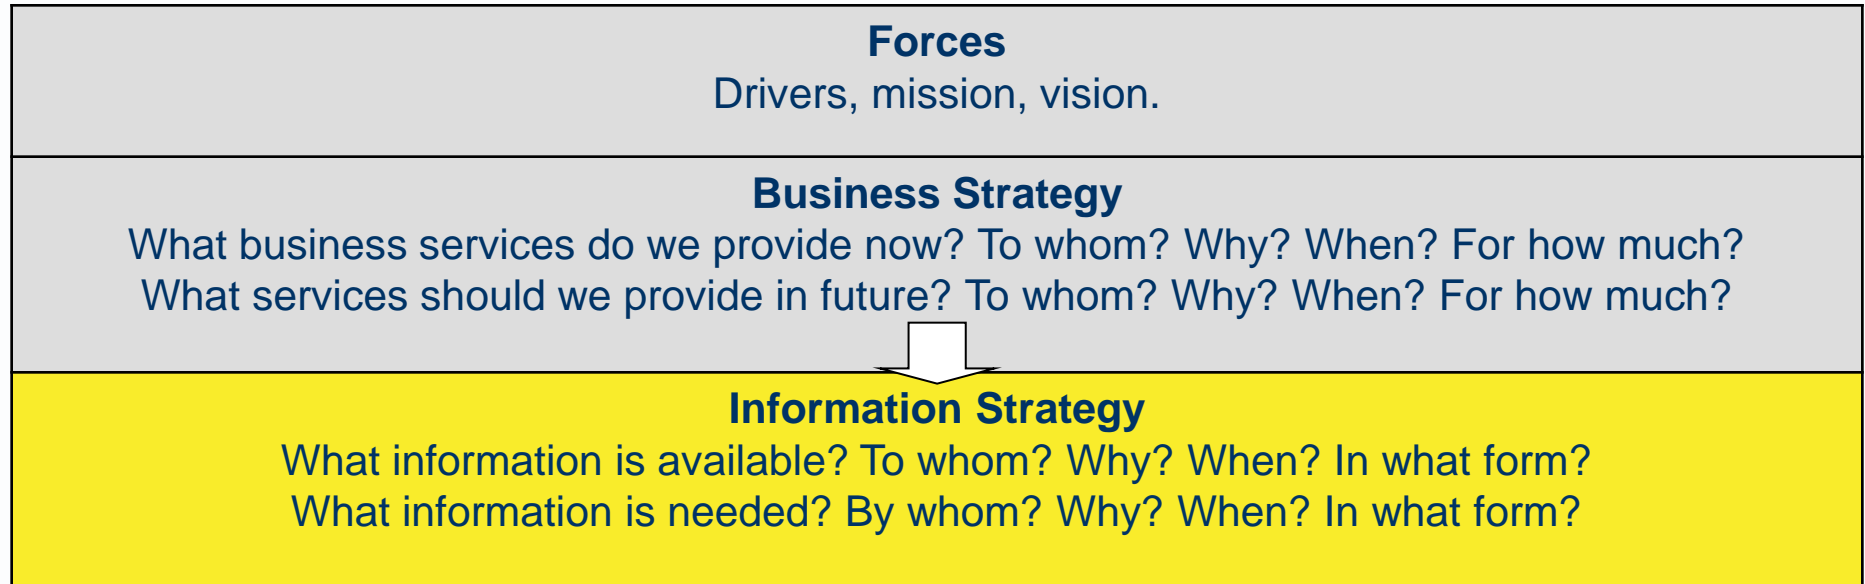 Forces
Drivers, mission, vision.
Business Strategy
What business services do we provide now? To whom? Why? When? For how much?
What services should we provide in future? To whom? Why? When? For how much?
Information Strategy
What information is available? To whom? Why? When? In what form?
What information is needed? By whom? Why? When? In what form?